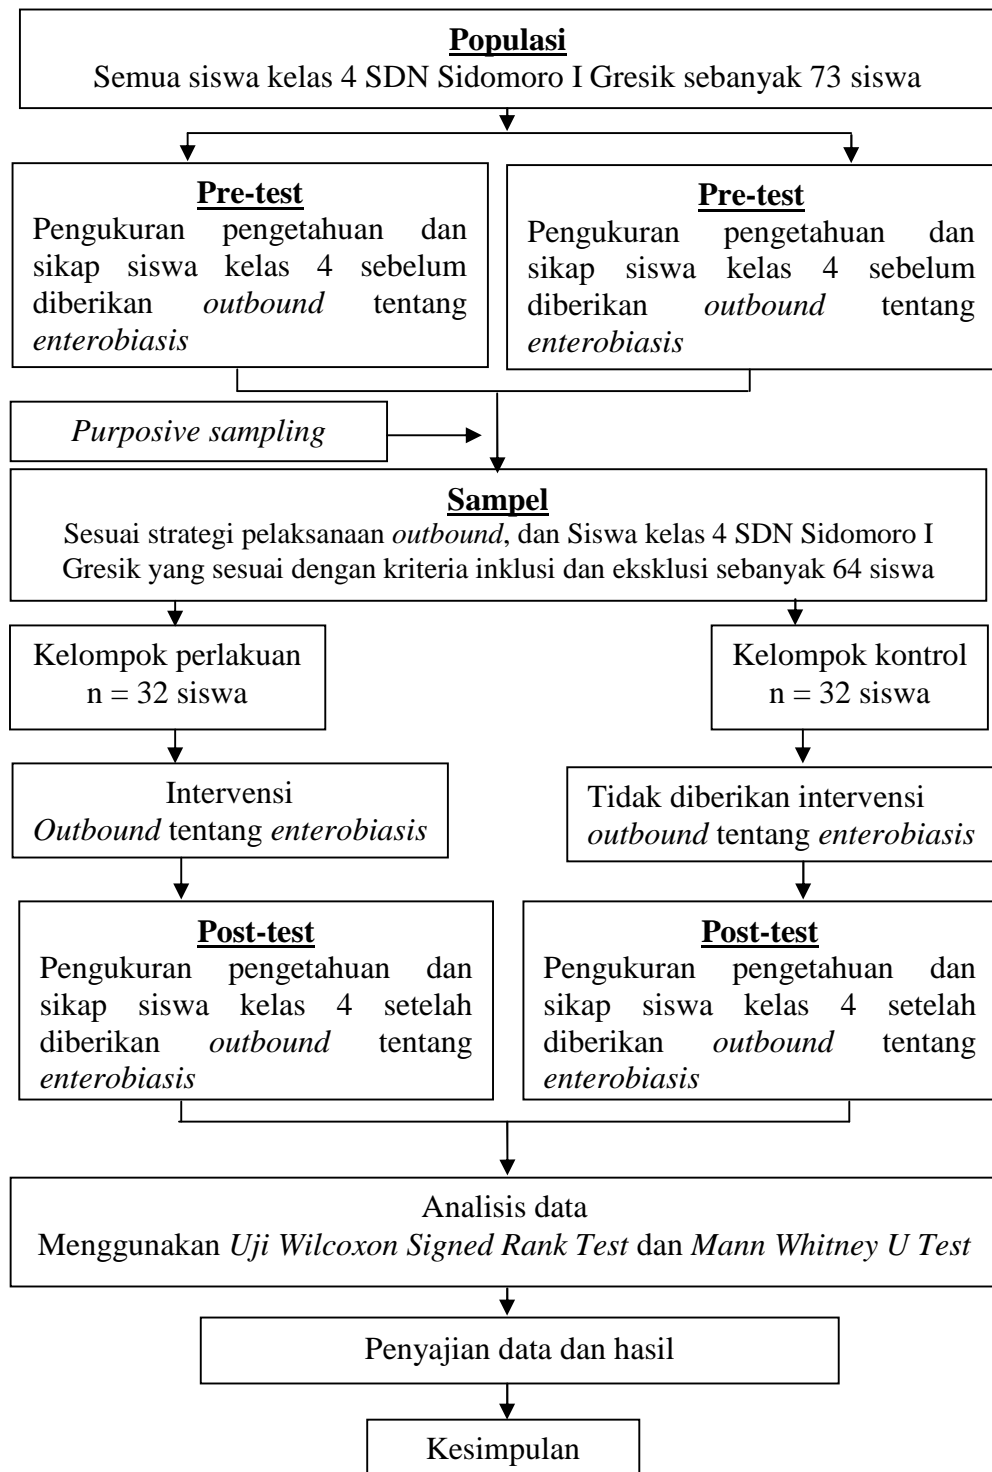 Populasi
Semua siswa kelas 4 SDN Sidomoro I Gresik sebanyak 73 siswa
Pre-test
Pengukuran pengetahuan dan
sikap siswa kelas 4 sebelum
diberikan outbound tentang
enterobiasis
Pre-test
Pengukuran pengetahuan dan
sikap siswa kelas 4 sebelum
diberikan outbound tentang
enterobiasis
Purposive sampling
Sampel
Sesuai strategi pelaksanaan outbound, dan Siswa kelas 4 SDN Sidomoro I
Gresik yang sesuai dengan kriteria inklusi dan eksklusi sebanyak 64 siswa
Kelompok perlakuan
n = 32 siswa
Kelompok kontrol
n = 32 siswa
Intervensi
Outbound tentang enterobiasis
Tidak diberikan intervensi
outbound tentang enterobiasis
Post-test
Pengukuran pengetahuan dan
sikap siswa kelas 4 setelah
diberikan outbound tentang
enterobiasis
Post-test
Pengukuran pengetahuan dan
sikap siswa kelas 4 setelah
diberikan outbound tentang
enterobiasis
Analisis data
Menggunakan Uji Wilcoxon Signed Rank Test dan Mann Whitney U Test
Penyajian data dan hasil
Kesimpulan